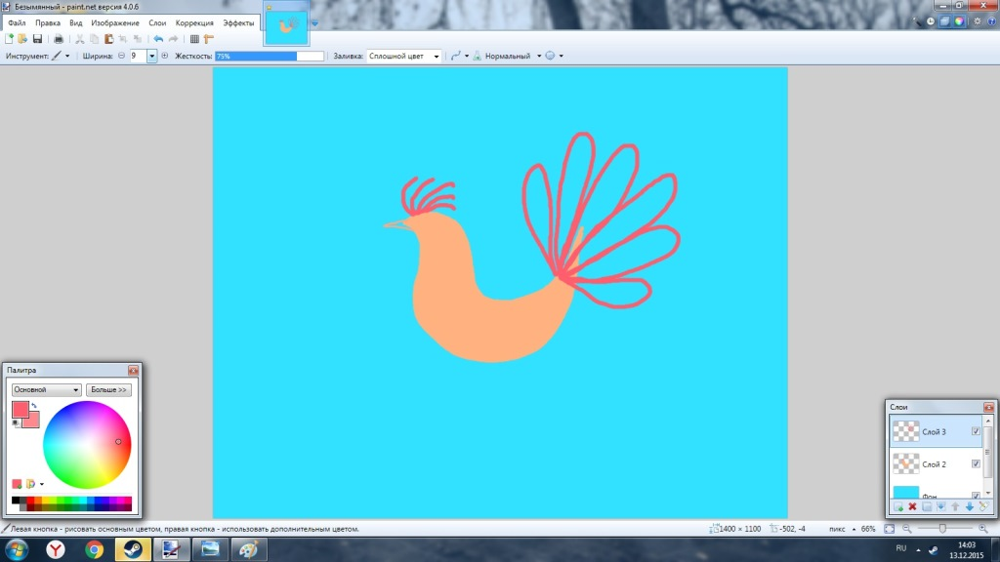 Безымянный - paint.net версия 4.0.6
Файл Правка Вид Изображение Слои Коррекция Эффекты
Инструмент: Ширина: 9 Жесткость: 75% Заливка: Сплошной цвет Нормальный
Палитра
Основной Больше >>
Слои
Слой 3
Слой 2
Фон
Левая кнопка - рисовать основным цветом, правая кнопка - использовать дополнительным цветом. 1400 × 1100 -502, -4 пикс 66%
RU 14:03
13.12.2015